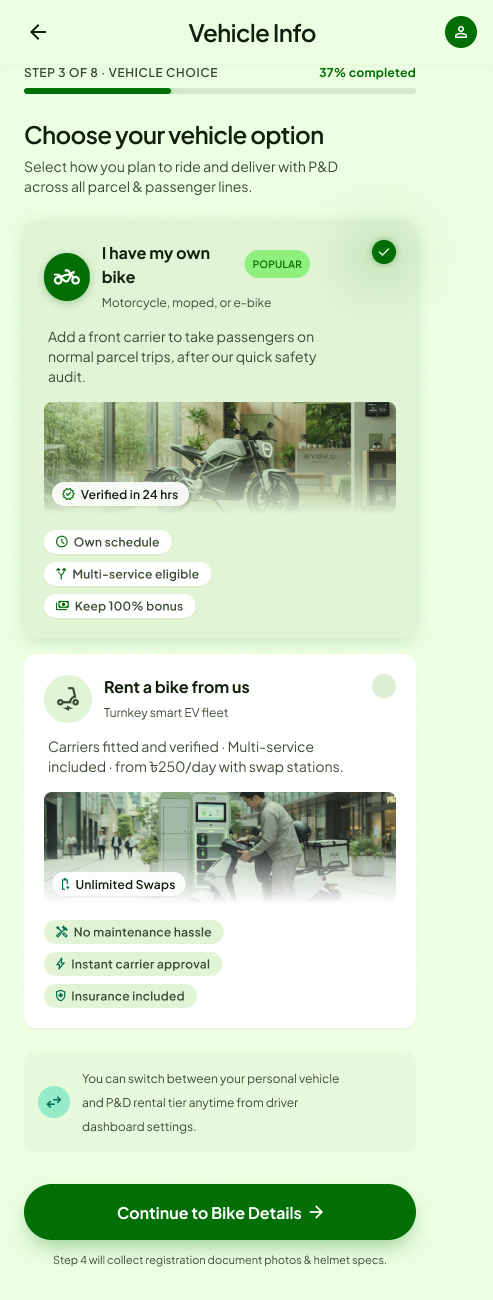 Vehicle Info
STEP 3 OF 8 · VEHICLE CHOICE
37% completed
Choose your vehicle option
Select how you plan to ride and deliver with P&D
across all parcel & passenger lines.
I have my own
bike
POPULAR
Motorcycle, moped, or e-bike
Add a front carrier to take passengers on
normal parcel trips, after our quick safety
audit.
RYOKU
Verified in 24 hrs
Own schedule
Multi-service eligible
Keep 100% bonus
Rent a bike from us
Turnkey smart EV fleet
Carriers fitted and verified · Multi-service
included · from ৳250/day with swap stations.
Unlimited Swaps
No maintenance hassle
Instant carrier approval
Insurance included
You can switch between your personal vehicle
and P&D rental tier anytime from driver
dashboard settings.
Continue to Bike Details →
Step 4 will collect registration document photos & helmet specs.